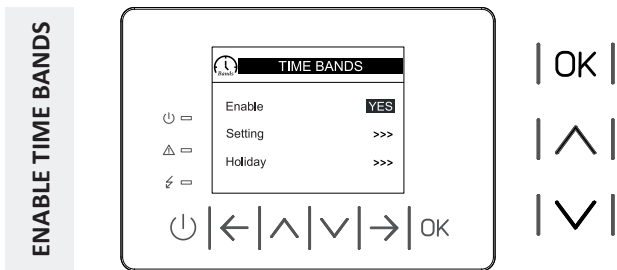 ENABLE TIME BANDS
Bands
TIME BANDS
Enable YES
Setting >>>
Holiday >>>
OK
OK